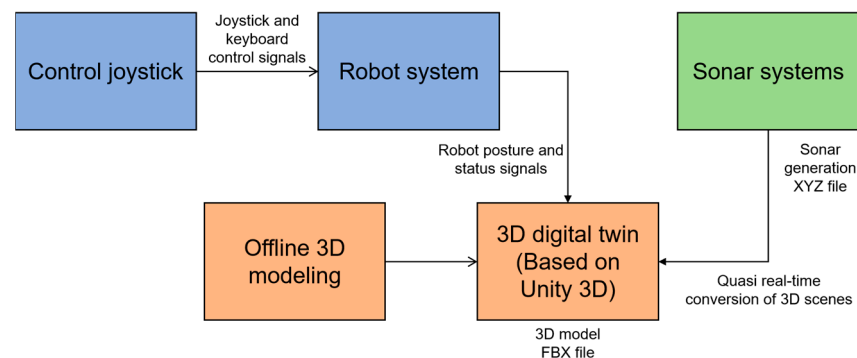 Joystick and
keyboard
control signals
Control joystick
Robot system
Sonar systems
Robot posture and
status signals
Sonar
generation
XYZ file
Offline 3D
modeling
3D digital twin
(Based on
Unity 3D)
Quasi real-time
conversion of 3D scenes
3D model
FBX file